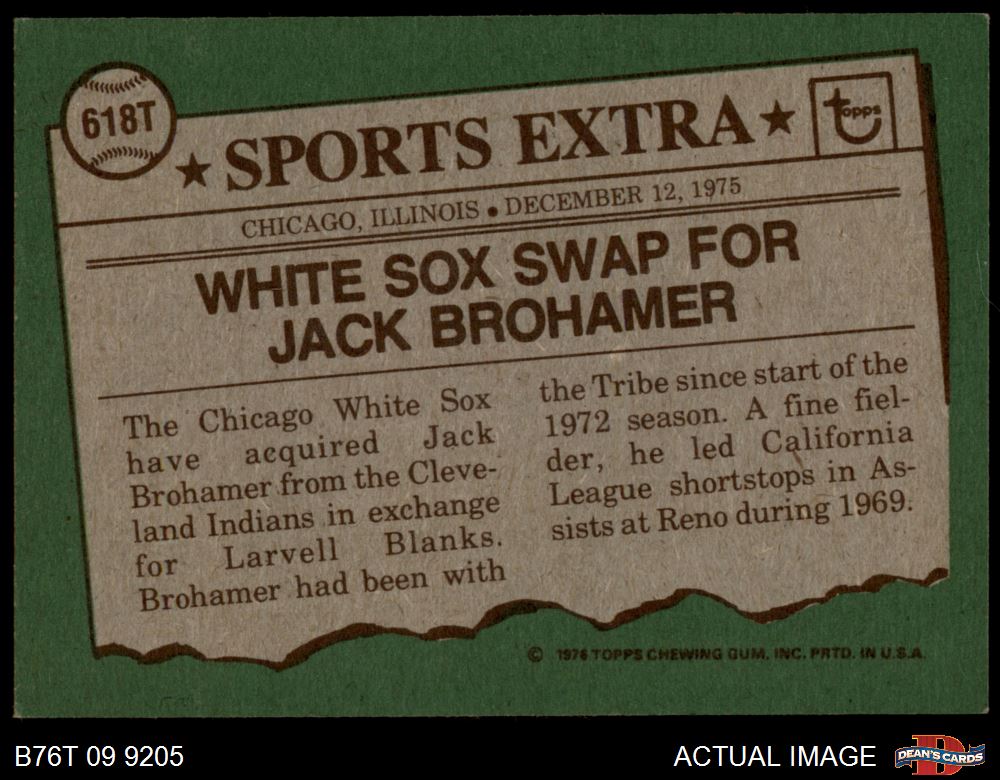 618T
★ SPORTS EXTRA ★
topps
CHICAGO, ILLINOIS • DECEMBER 12, 1975
WHITE SOX SWAP FOR
JACK BROHAMER
The Chicago White Sox
have acquired Jack
Brohamer from the Cleve-
land Indians in exchange
for Larvell Blanks.
Brohamer had been with
the Tribe since start of the
1972 season. A fine fiel-
der, he led California
League shortstops in As-
sists at Reno during 1969.
© 1976 TOPPS CHEWING GUM, INC. PRTD. IN U.S.A.
B76T 09 9205
ACTUAL IMAGE
D
DEAN'S CARDS